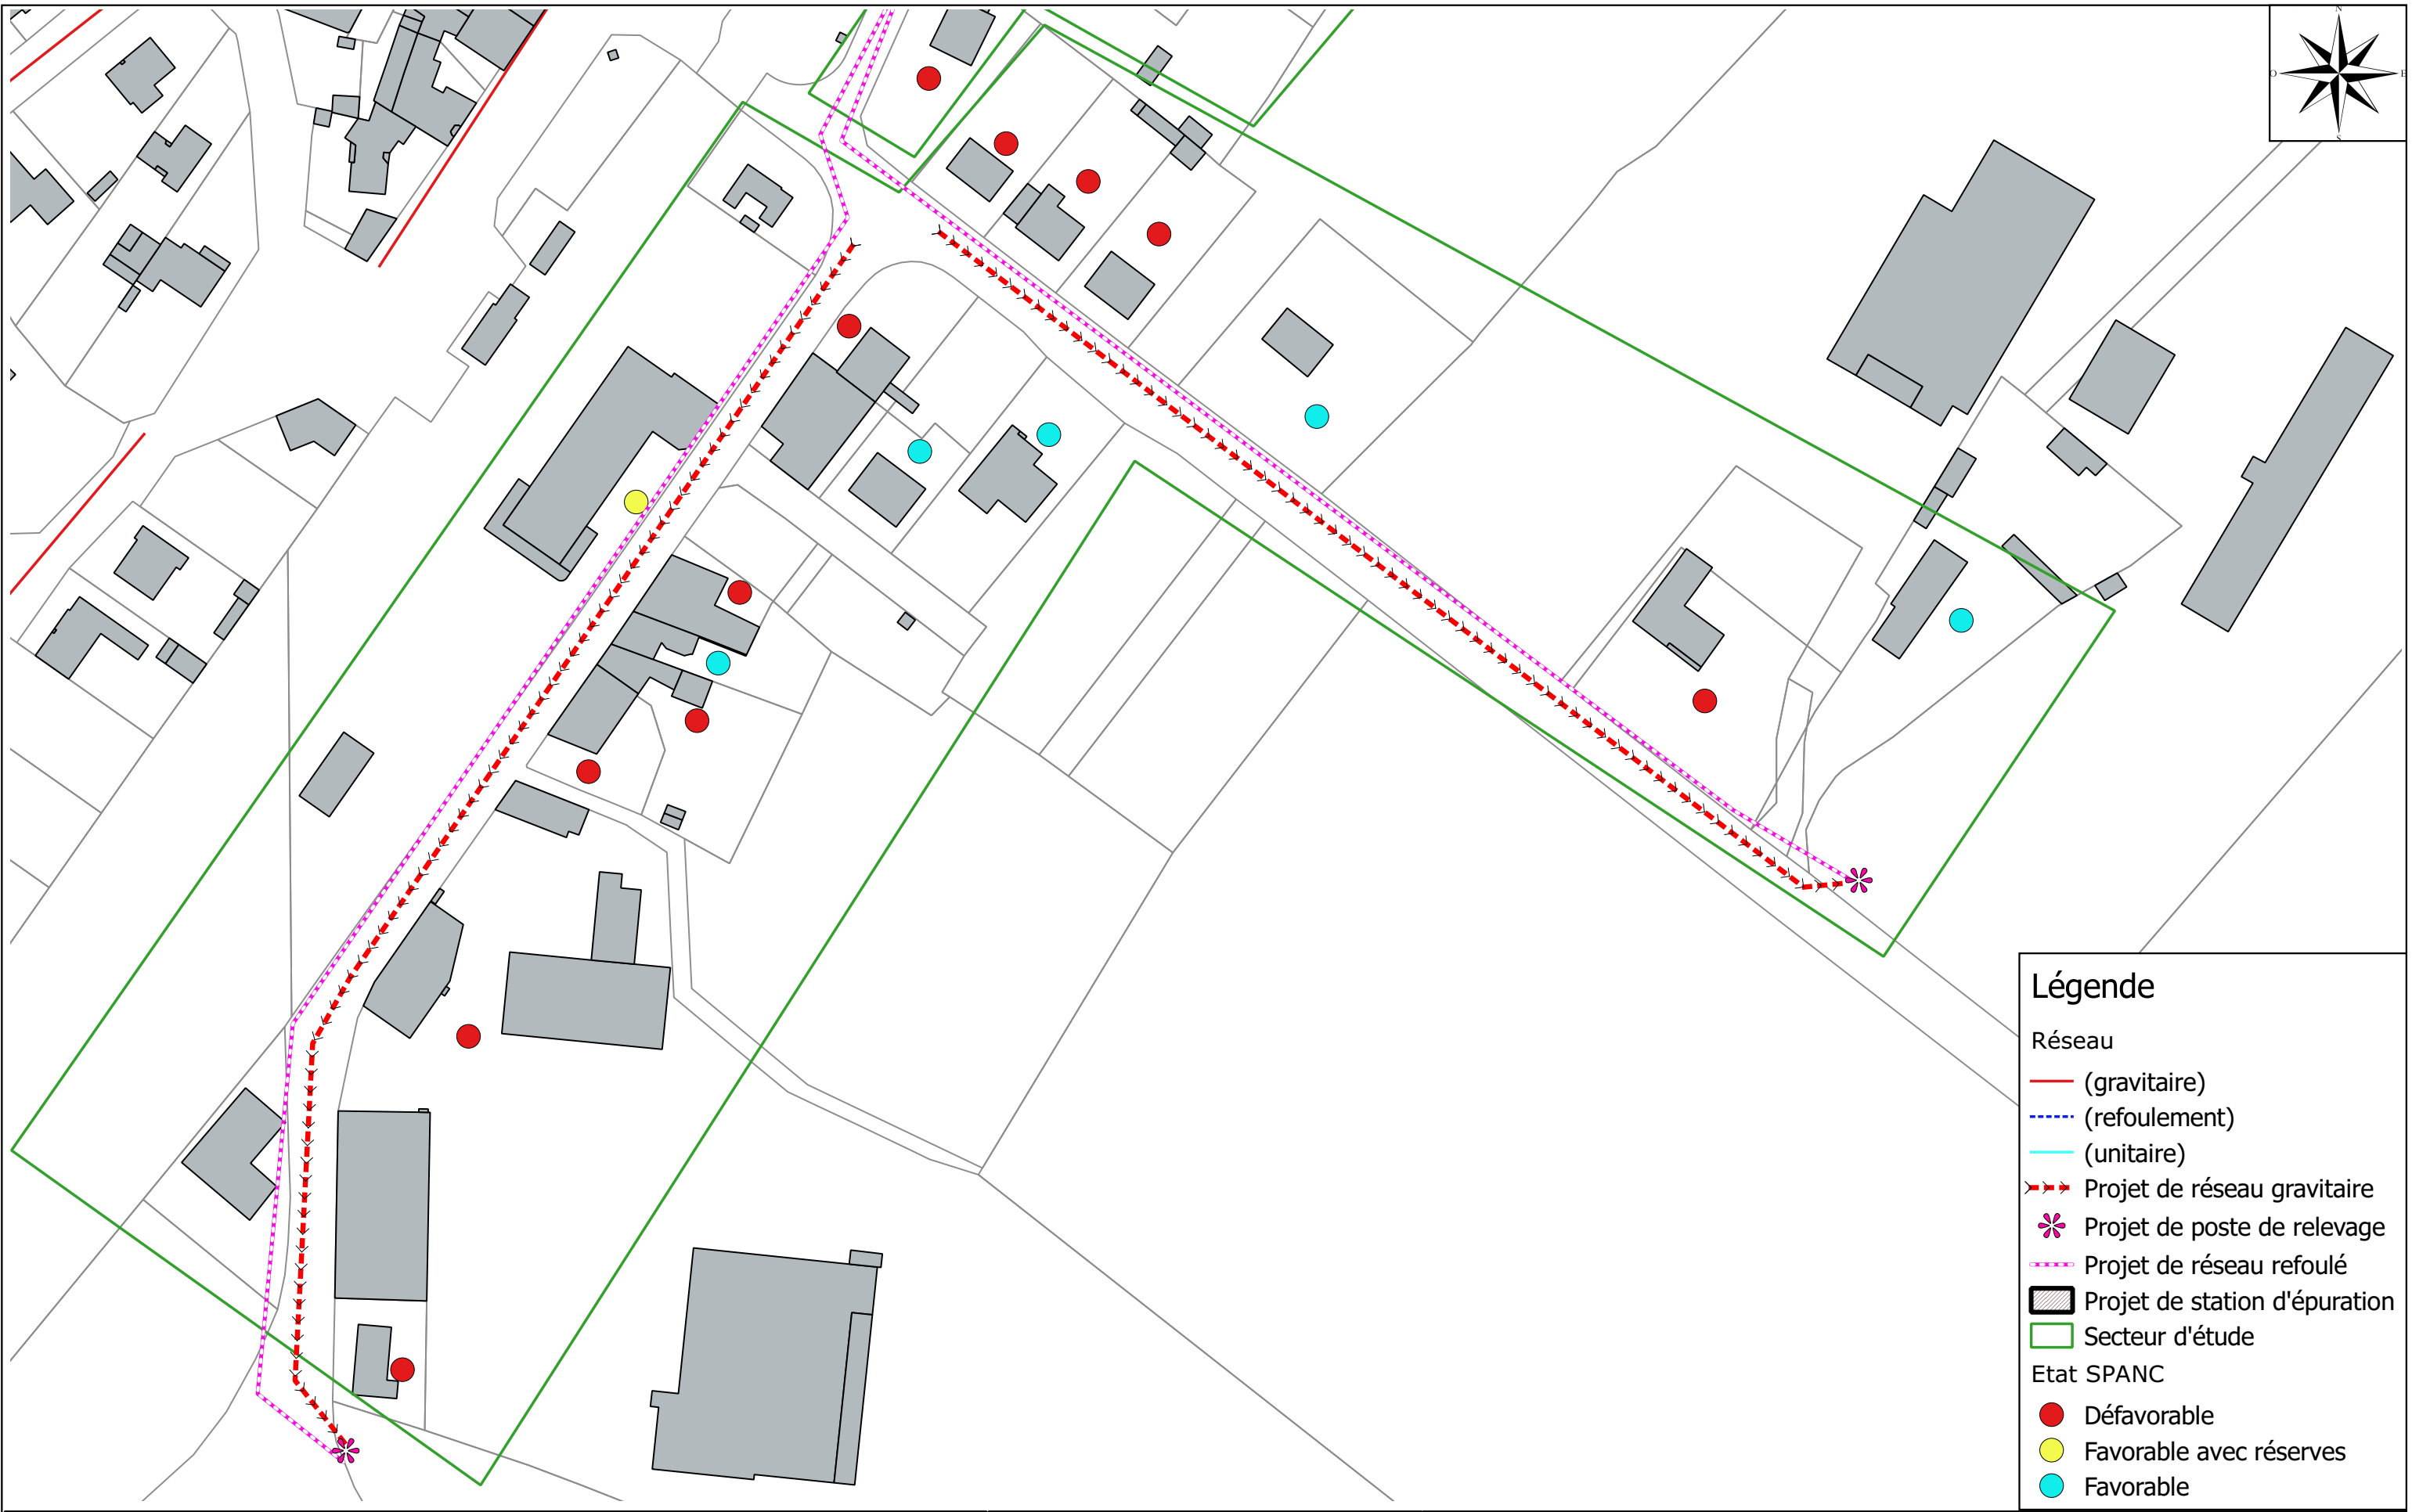 N
O
E
S
Légende
Réseau
(gravitaire)
(refoulement)
(unitaire)
Projet de réseau gravitaire
Projet de poste de relevage
Projet de réseau refoulé
Projet de station d'épuration
Secteur d'étude
Etat SPANC
Défavorable
Favorable avec réserves
Favorable